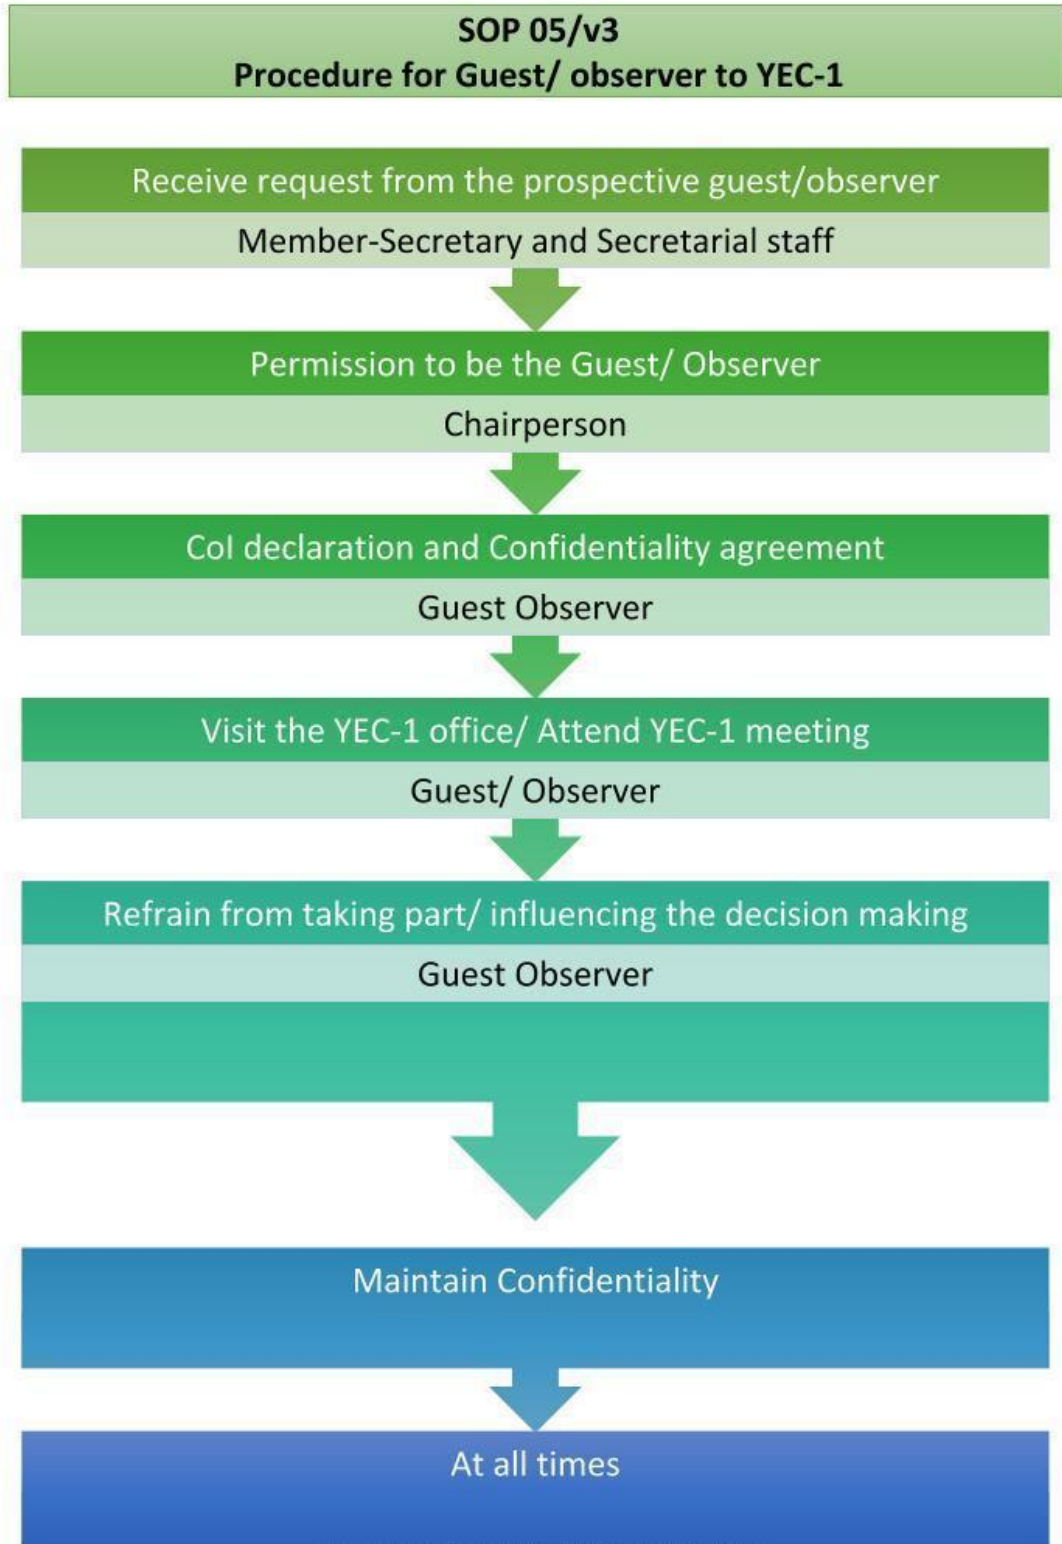 SOP 05/v3
Procedure for Guest/ observer to YEC-1
Receive request from the prospective guest/observer
Member-Secretary and Secretarial staff
Permission to be the Guest/ Observer
Chairperson
CoI declaration and Confidentiality agreement
Guest Observer
Visit the YEC-1 office/ Attend YEC-1 meeting
Guest/ Observer
Refrain from taking part/ influencing the decision making
Guest Observer
Maintain Confidentiality
At all times